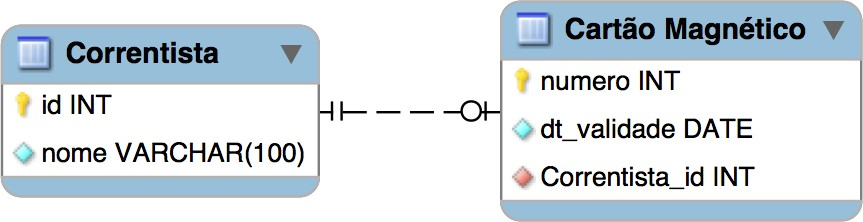 Correntista
id INT
nome VARCHAR(100)
Cartão Magnético
numero INT
dt_validade DATE
Correntista_id INT